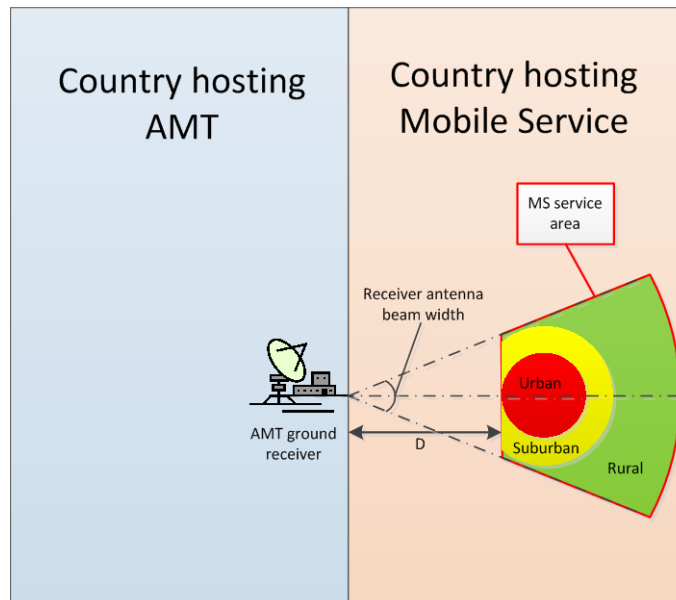 Country hosting
AMT
Country hosting
Mobile Service
MS service
area
Receiver antenna
beam width
Urban
AMT ground
receiver
D
Suburban
Rural